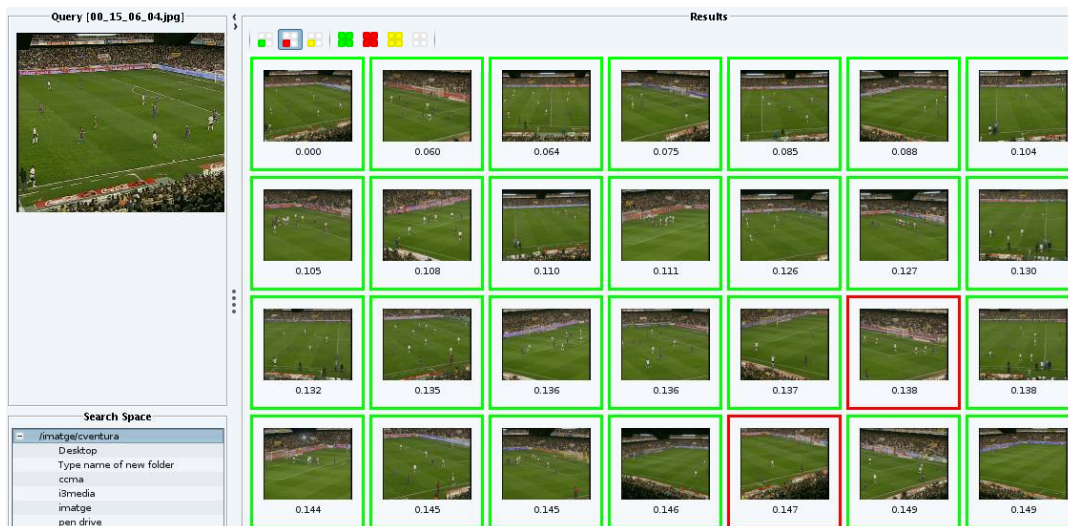 Query [00_15_06_04.jpg]
Results
Coca-Cola
0.000 0.060 0.064 0.075 0.085 0.088 0.104
0.105 0.108 0.110 0.111 0.126 0.127 0.130
0.132 0.135 0.136 0.136 0.137 0.138 0.138
0.144 0.145 0.145 0.146 0.147 0.149 0.149
Search Space
/imatge/cventura
Desktop
Type name of new folder
ccma
i3media
imatge
pen drive